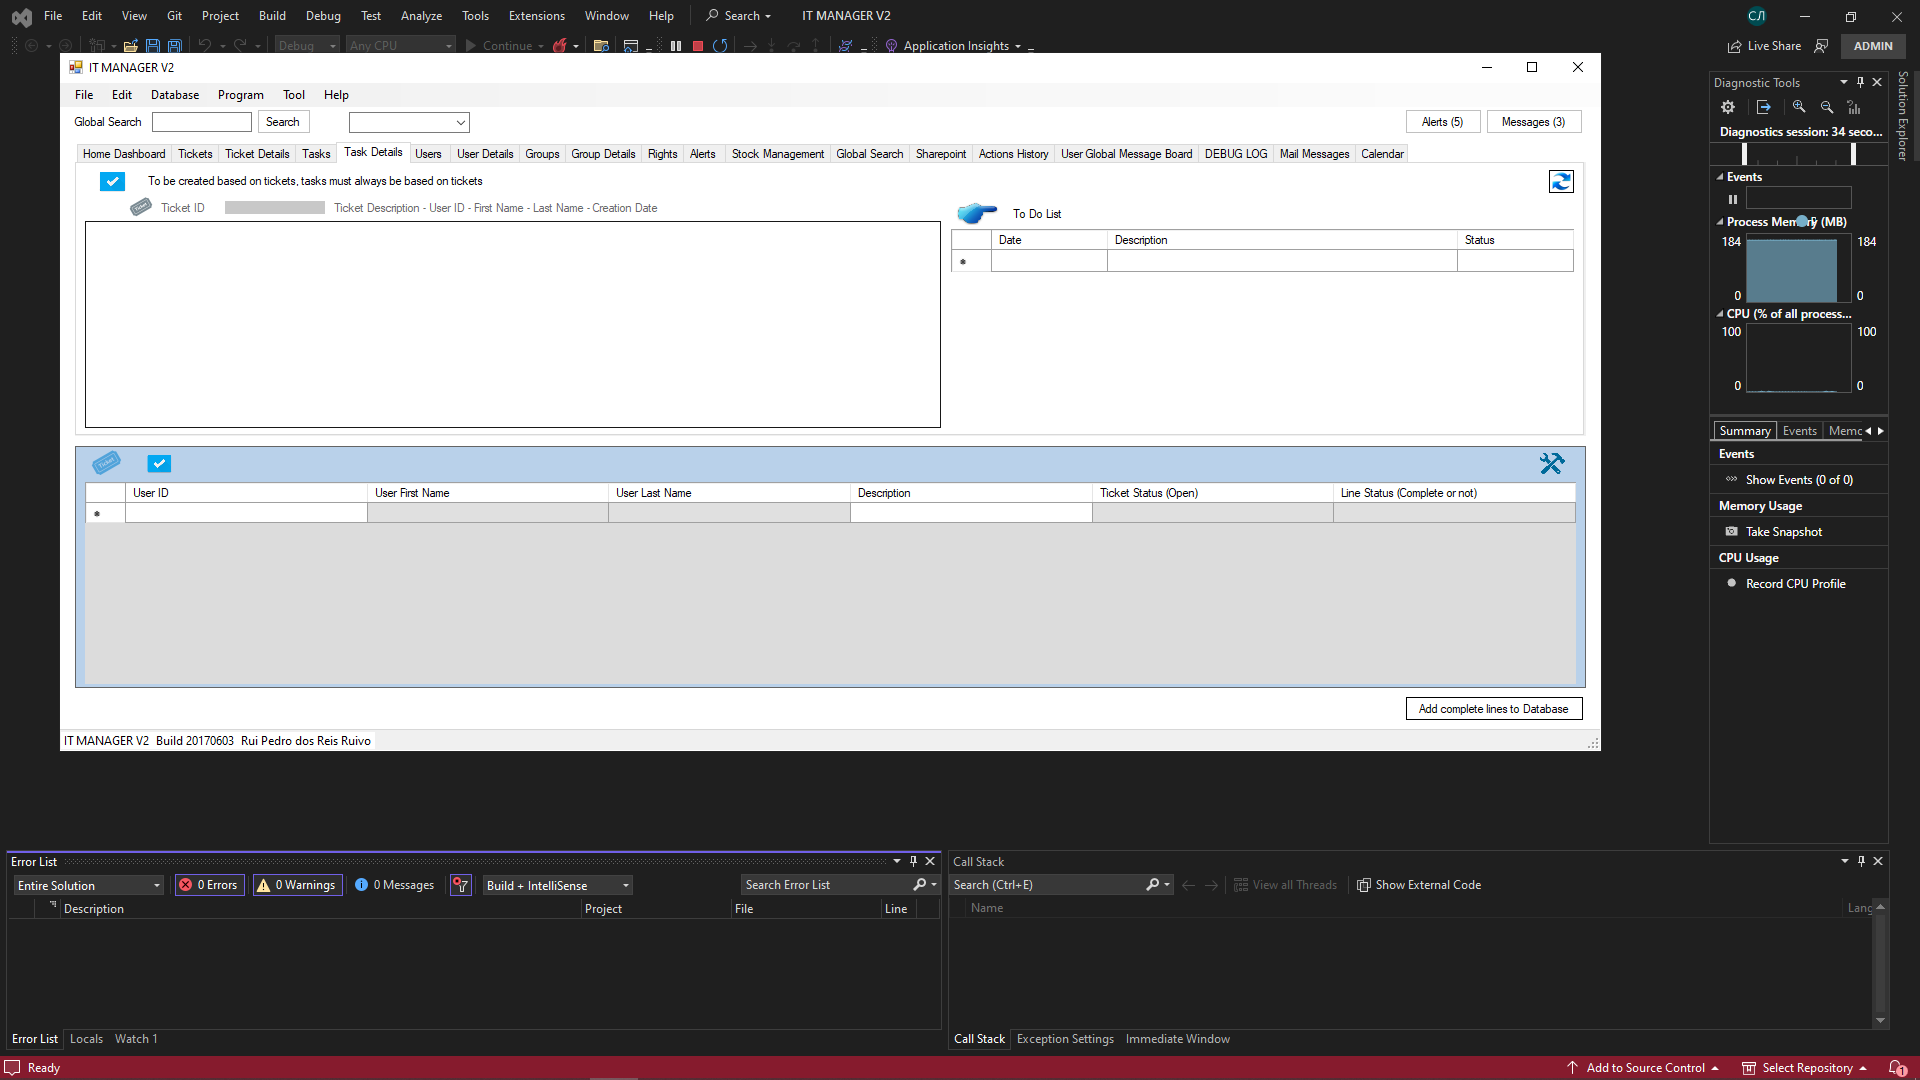 File Edit View Git Project Build Debug Test Analyze Tools Extensions Window Help Search IT MANAGER V2 СЛ
Debug Any CPU Continue Application Insights Live Share ADMIN
IT MANAGER V2
File Edit Database Program Tool Help
Global Search Search Alerts (5) Messages (3)
Home Dashboard Tickets Ticket Details Tasks Task Details Users User Details Groups Group Details Rights Alerts Stock Management Global Search Sharepoint Actions History User Global Message Board DEBUG LOG Mail Messages Calendar
To be created based on tickets, tasks must always be based on tickets
Ticket Ticket ID Ticket Description - User ID - First Name - Last Name - Creation Date
To Do List
Date Description Status
Ticket
User ID User First Name User Last Name Description Ticket Status (Open) Line Status (Complete or not)
Add complete lines to Database
IT MANAGER V2 Build 20170603 Rui Pedro dos Reis Ruivo
Diagnostic Tools
Diagnostics session: 34 seco...
Events
Process Memory (MB)
184 184
0 0
CPU (% of all process...
100 100
0 0
Summary Events Memo
Events
Show Events (0 of 0)
Memory Usage
Take Snapshot
CPU Usage
Record CPU Profile
Solution Explorer
Error List
Entire Solution 0 Errors 0 Warnings 0 Messages Build + IntelliSense Search Error List
Description Project File Line
Error List Locals Watch 1
Call Stack
Search (Ctrl+E) View all Threads Show External Code
Name Lang
Call Stack Exception Settings Immediate Window
Ready Add to Source Control Select Repository 1